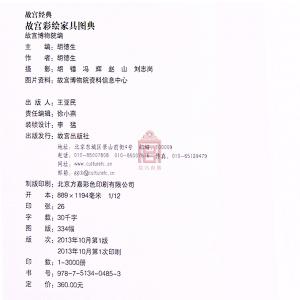 故宫经典
故宫彩绘家具图典
故宫博物院编
主 编：胡德生
作 者：胡德生
摄 影：胡 锤 冯 辉 赵 山 刘志岗
图片资料：故宫博物院资料信息中心
出 版 人：王亚民
责任编辑：徐小燕
装帧设计：李 猛
出版发行：故宫出版社
地址：北京东城区景山前街4号 邮编：100009
电话：010-85007808 010-85007816 传真：010-65129479
网址：www.culturefc.cn
邮箱：ggcb@culturefc.cn
制版印刷：北京方嘉彩色印刷有限公司
开 本：889×1194毫米 1/12
印 张：26
字 数：30千字
图 版：334幅
版 次：2013年10月第1版
2013年10月第1次印刷
印 数：1~3000册
书 号：978-7-5134-0485-3
定 价：360.00元